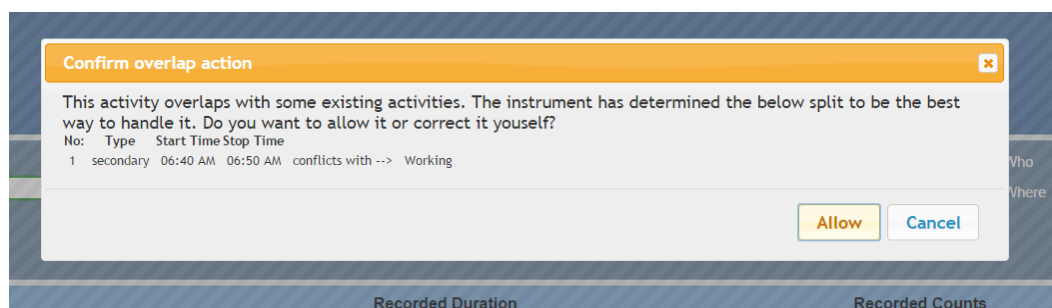 Confirm overlap action
This activity overlaps with some existing activities. The instrument has determined the below split to be the best
way to handle it. Do you want to allow it or correct it youself?
No: Type Start Time Stop Time
1 secondary 06:40 AM 06:50 AM conflicts with --> Working
Who
Where
Allow Cancel
Recorded Duration Recorded Counts